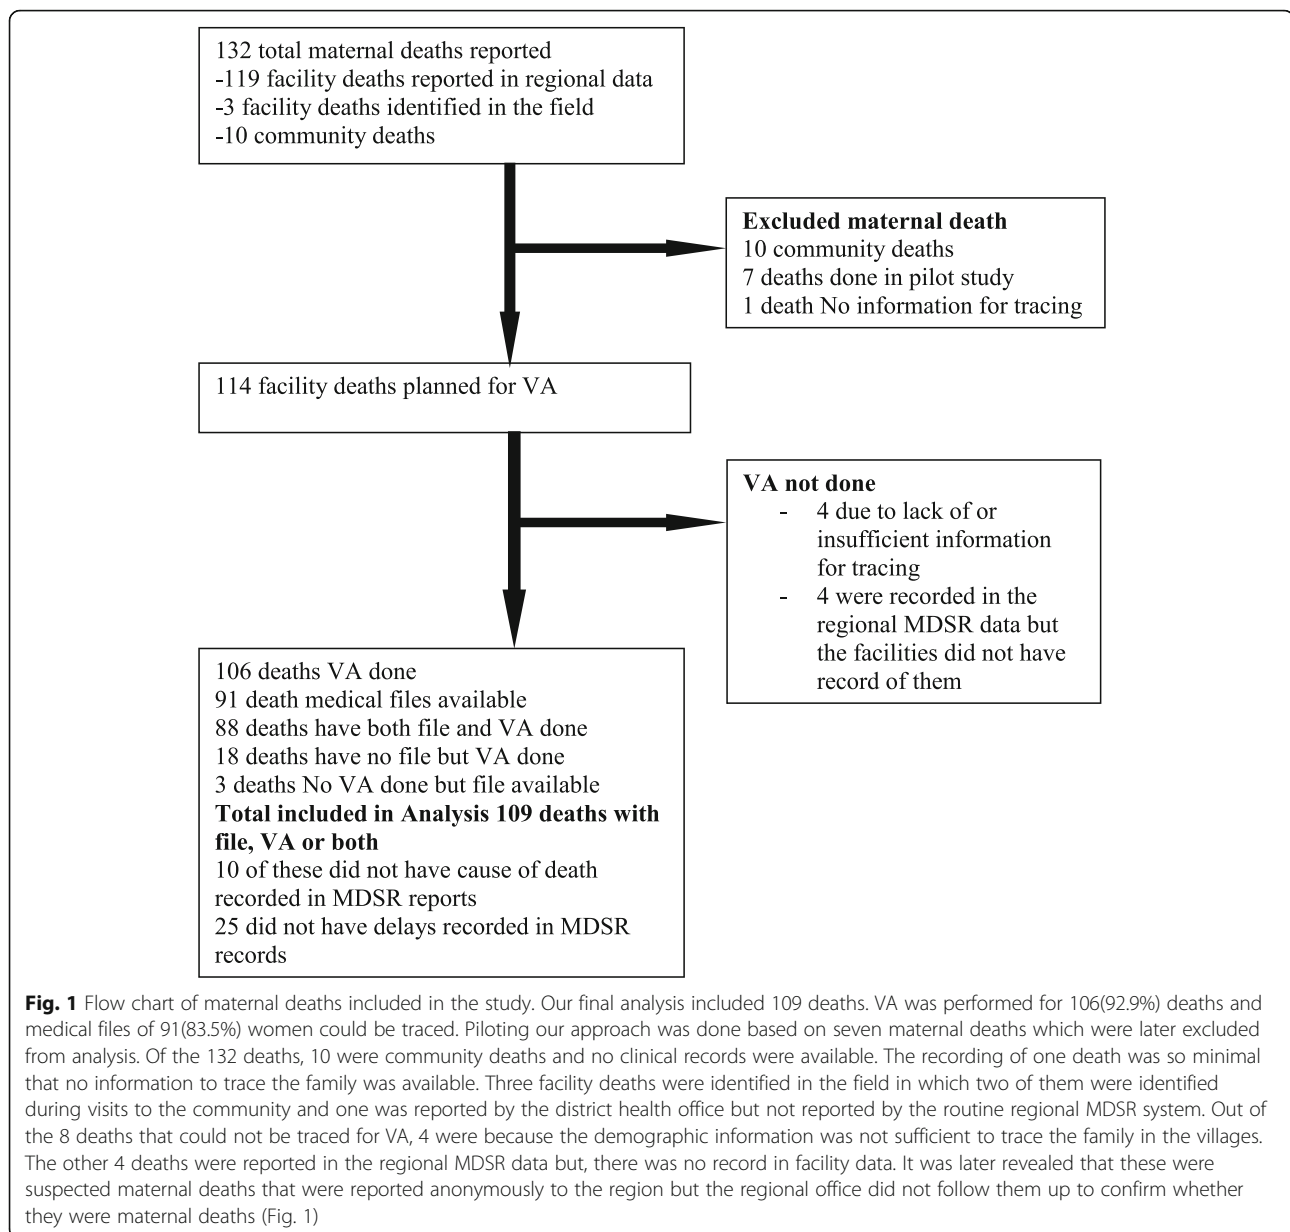 132 total maternal deaths reported
-119 facility deaths reported in regional data
-3 facility deaths identified in the field
-10 community deaths
Excluded maternal death
10 community deaths
7 deaths done in pilot study
1 death No information for tracing
114 facility deaths planned for VA
VA not done
- 4 due to lack of or
insufficient information
for tracing
- 4 were recorded in the
regional MDSR data but
the facilities did not have
record of them
106 deaths VA done
91 death medical files available
88 deaths have both file and VA done
18 deaths have no file but VA done
3 deaths No VA done but file available
Total included in Analysis 109 deaths with
file, VA or both
10 of these did not have cause of death
recorded in MDSR reports
25 did not have delays recorded in MDSR
records
Fig. 1 Flow chart of maternal deaths included in the study. Our final analysis included 109 deaths. VA was performed for 106(92.9%) deaths and
medical files of 91(83.5%) women could be traced. Piloting our approach was done based on seven maternal deaths which were later excluded
from analysis. Of the 132 deaths, 10 were community deaths and no clinical records were available. The recording of one death was so minimal
that no information to trace the family was available. Three facility deaths were identified in the field in which two of them were identified
during visits to the community and one was reported by the district health office but not reported by the routine regional MDSR system. Out of
the 8 deaths that could not be traced for VA, 4 were because the demographic information was not sufficient to trace the family in the villages.
The other 4 deaths were reported in the regional MDSR data but, there was no record in facility data. It was later revealed that these were
suspected maternal deaths that were reported anonymously to the region but the regional office did not follow them up to confirm whether
they were maternal deaths (Fig. 1)